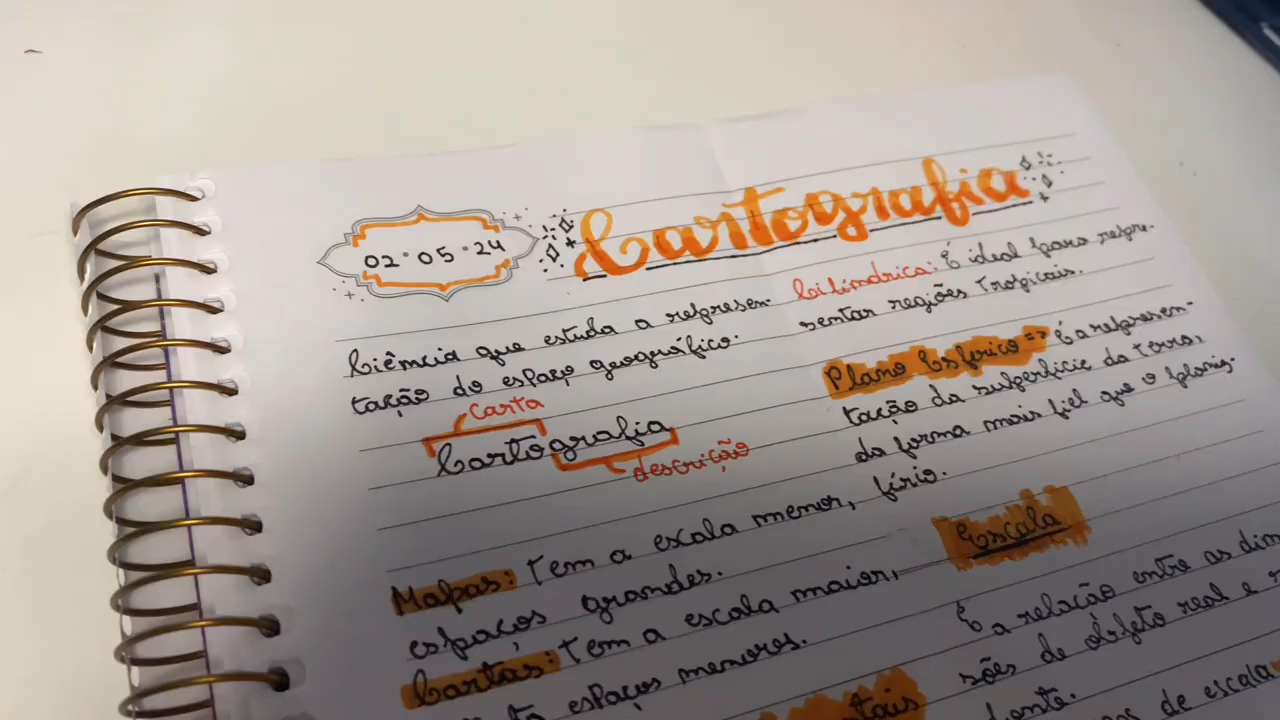 02·05·24
Cartografia
Ciência que estuda a represen-
tação do espaço geográfico.
Carta
Cartografia
descrição
Mapas: Tem a escala menor,
espaços grandes.
Cartas: Tem a escala maior,
espaços menores.
Cilíndrica: É ideal para repre-
sentar regiões tropicais.
Plano Esférico => É a represen-
tação da superfície da terra,
da forma mais fiel que o planis-
fério.
Escala
É a relação entre as dim
sões do objeto real e
de escala